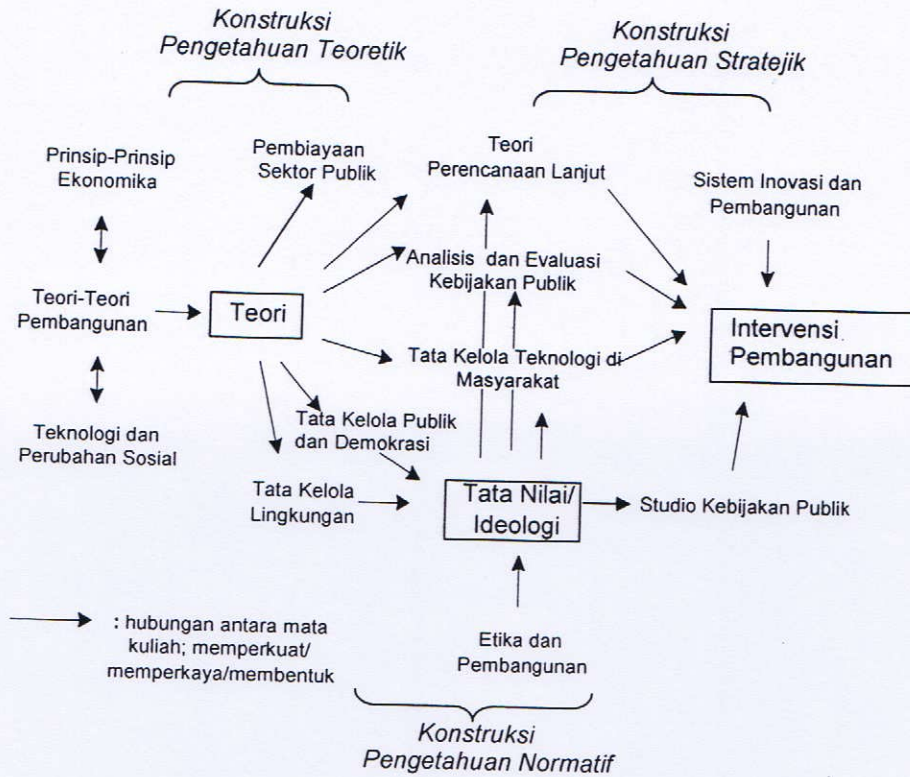 Konstruksi
Pengetahuan Teoretik
Konstruksi
Pengetahuan Stratejik
Prinsip-Prinsip
Ekonomika
Pembiayaan
Sektor Publik
Teori
Perencanaan Lanjut
Sistem Inovasi dan
Pembangunan
Teori-Teori
Pembangunan
Teori
Analisis dan Evaluasi
Kebijakan Publik
Tata Kelola Teknologi di
Masyarakat
Intervensi
Pembangunan
Teknologi dan
Perubahan Sosial
Tata Kelola Publik
dan Demokrasi
Tata Kelola
Lingkungan
Tata Nilai/
Ideologi
Studio Kebijakan Publik
: hubungan antara mata
kuliah; memperkuat/
memperkaya/membentuk
Etika dan
Pembangunan
Konstruksi
Pengetahuan Normatif